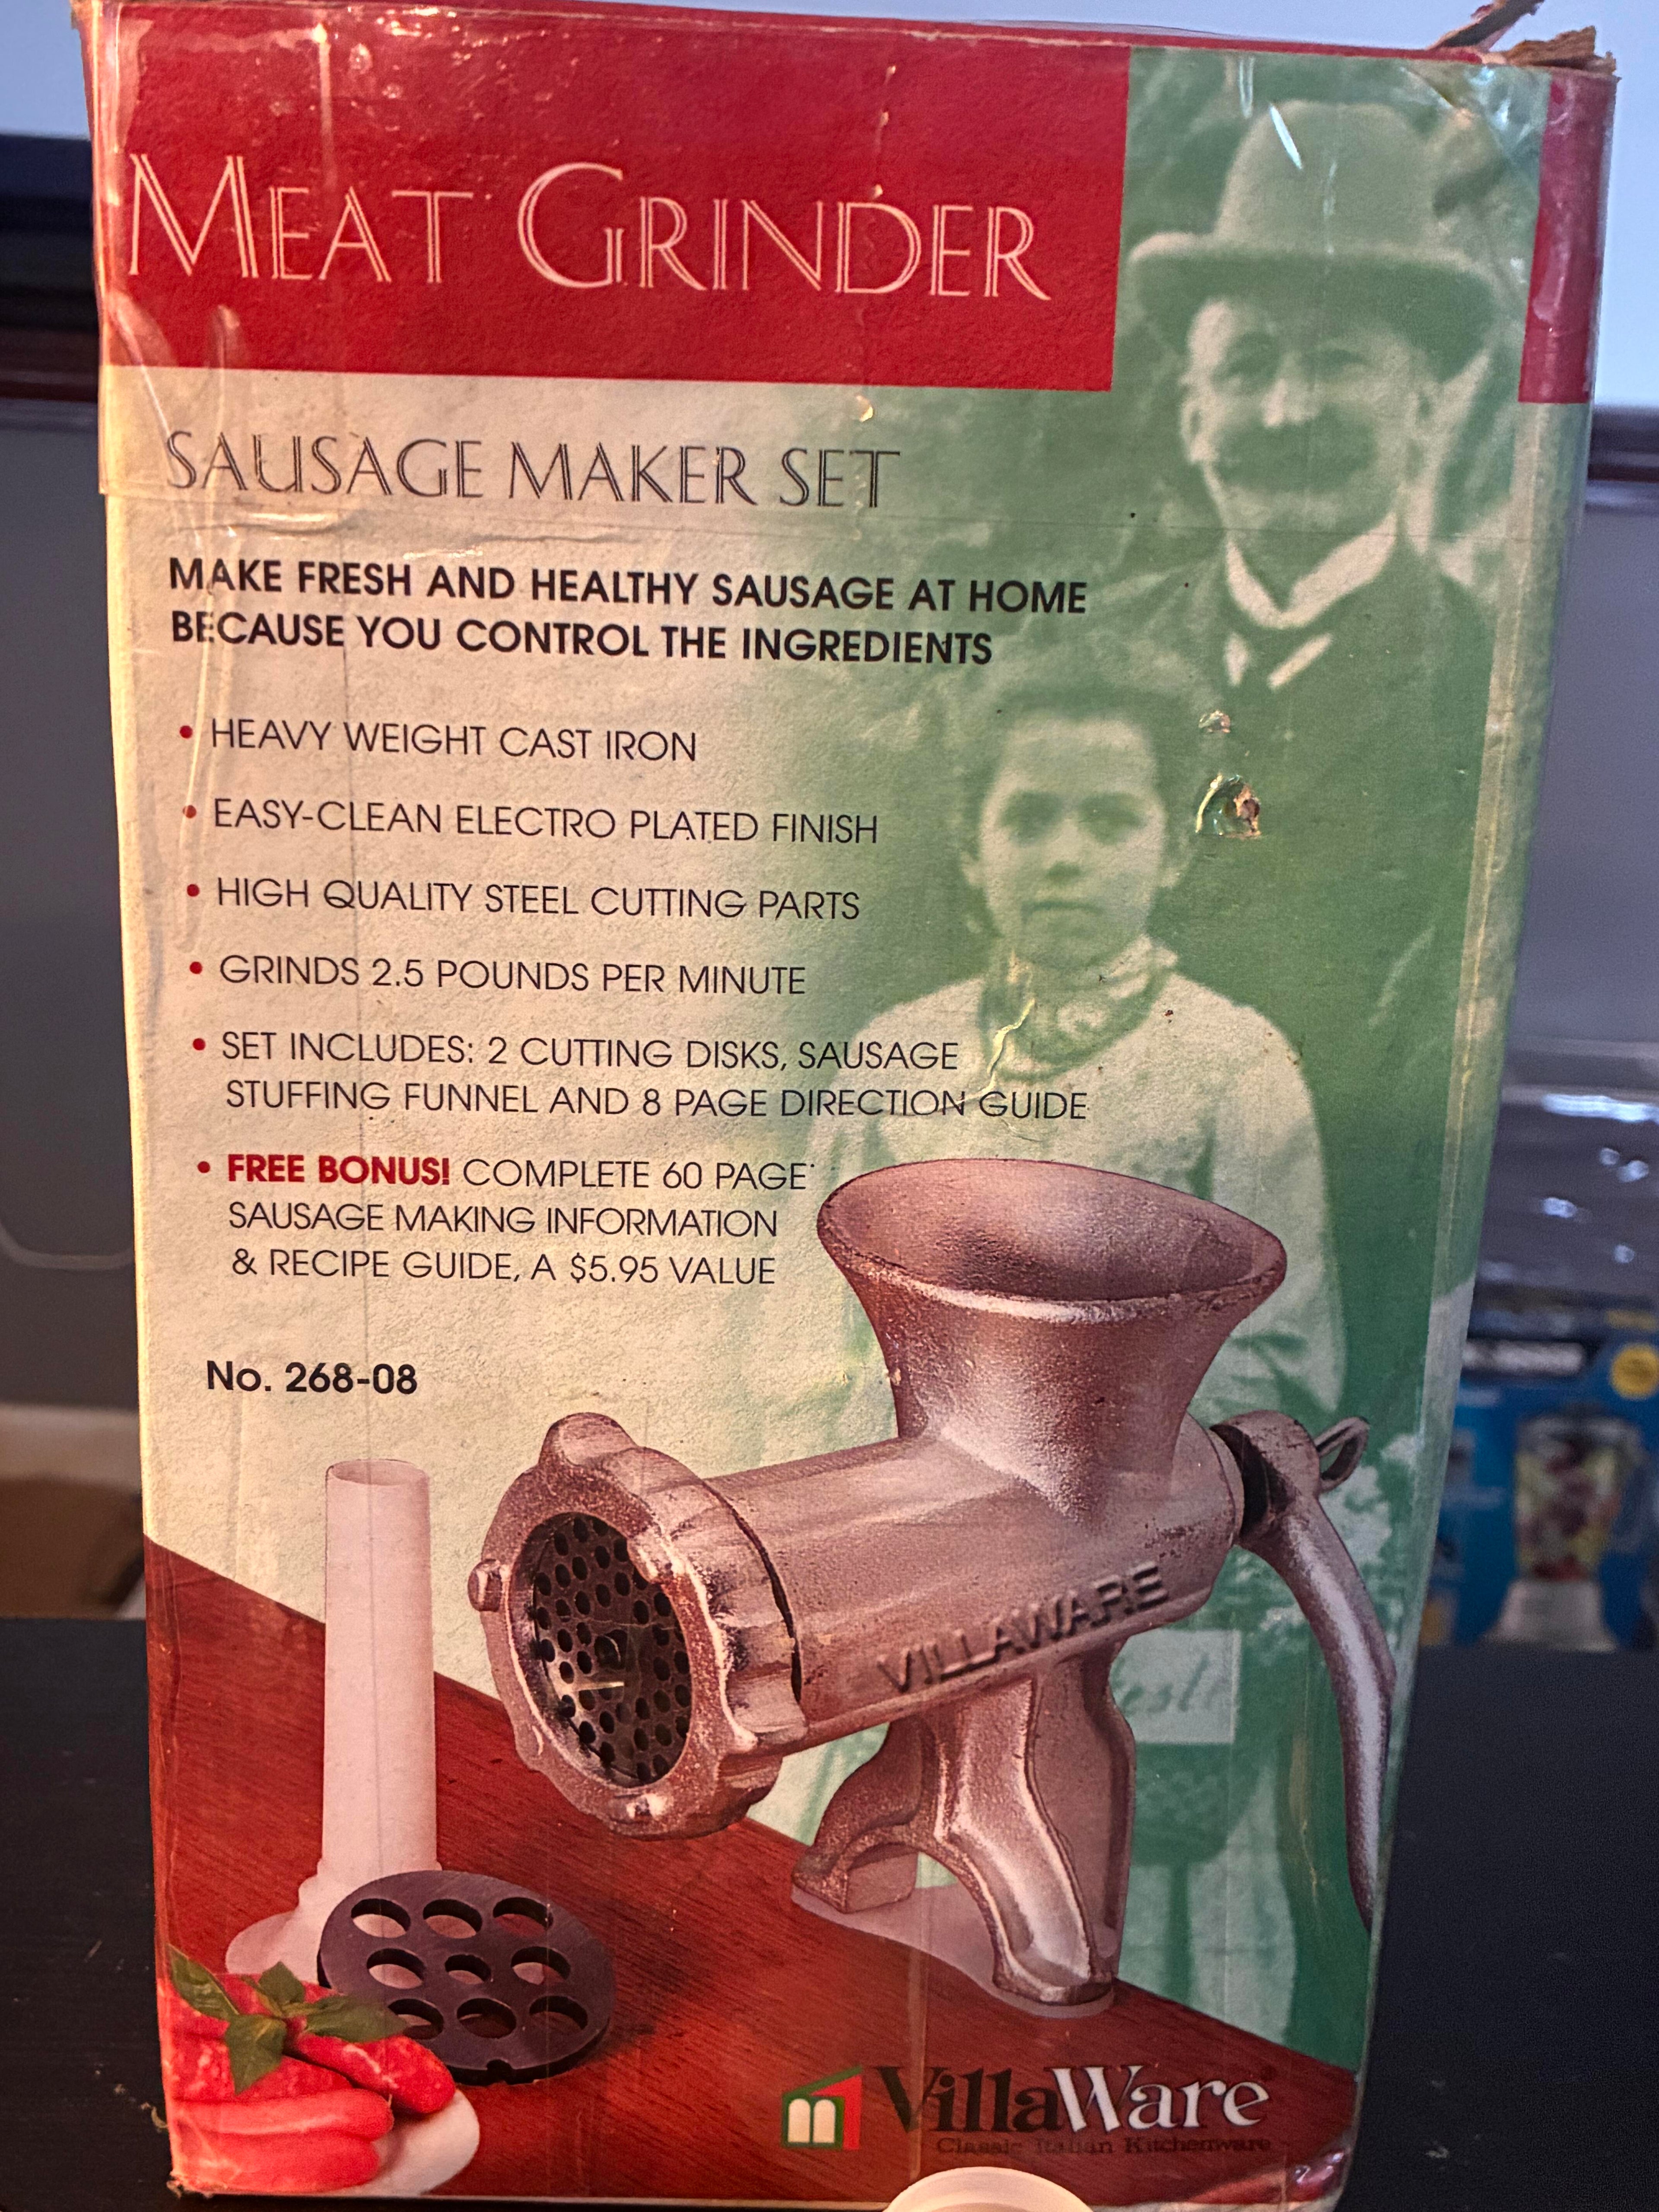 MEAT GRINDER
SAUSAGE MAKER SET
MAKE FRESH AND HEALTHY SAUSAGE AT HOME
BECAUSE YOU CONTROL THE INGREDIENTS
• HEAVY WEIGHT CAST IRON
• EASY-CLEAN ELECTRO PLATED FINISH
• HIGH QUALITY STEEL CUTTING PARTS
• GRINDS 2.5 POUNDS PER MINUTE
• SET INCLUDES: 2 CUTTING DISKS, SAUSAGE
STUFFING FUNNEL AND 8 PAGE DIRECTION GUIDE
• FREE BONUS! COMPLETE 60 PAGE
SAUSAGE MAKING INFORMATION
& RECIPE GUIDE, A $5.95 VALUE
No. 268-08
VILLAWARE
VillaWare
Classic Italian Kitchenware